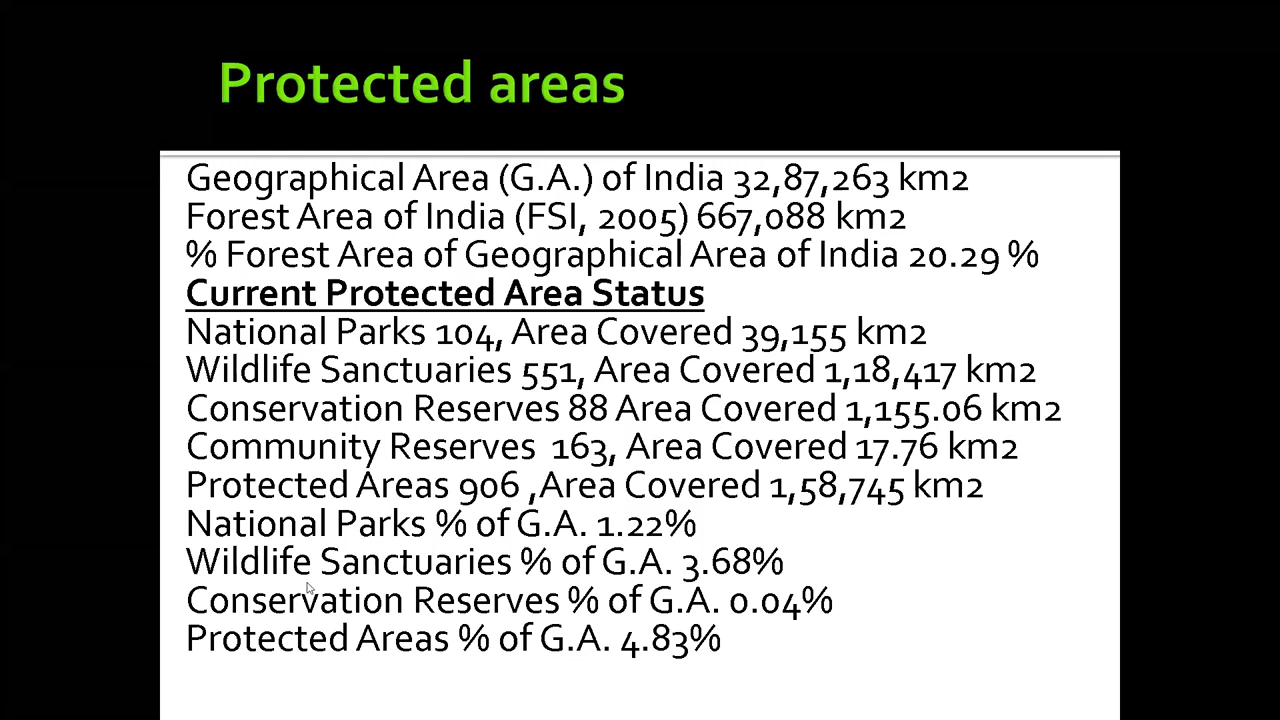 Protected areas
Geographical Area (G.A.) of India 32,87,263 km2
Forest Area of India (FSI, 2005) 667,088 km2
% Forest Area of Geographical Area of India 20.29 %
Current Protected Area Status
National Parks 104, Area Covered 39,155 km2
Wildlife Sanctuaries 551, Area Covered 1,18,417 km2
Conservation Reserves 88 Area Covered 1,155.06 km2
Community Reserves  163, Area Covered 17.76 km2
Protected Areas 906 ,Area Covered 1,58,745 km2
National Parks % of G.A. 1.22%
Wildlife Sanctuaries % of G.A. 3.68%
Conservation Reserves % of G.A. 0.04%
Protected Areas % of G.A. 4.83%